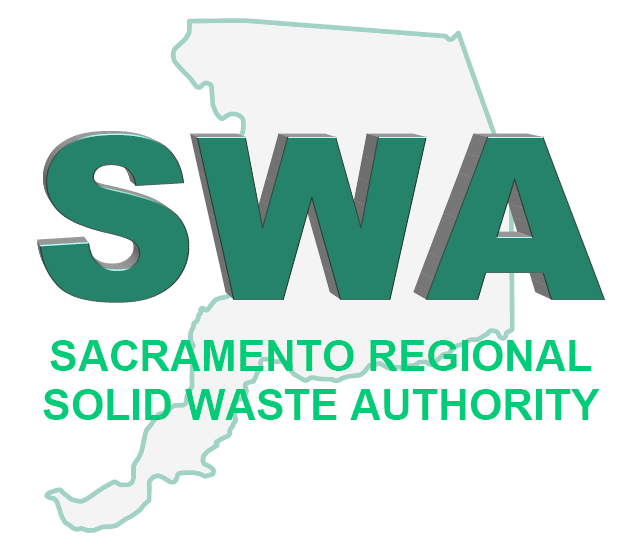 SWA
SACRAMENTO REGIONAL
SOLID WASTE AUTHORITY